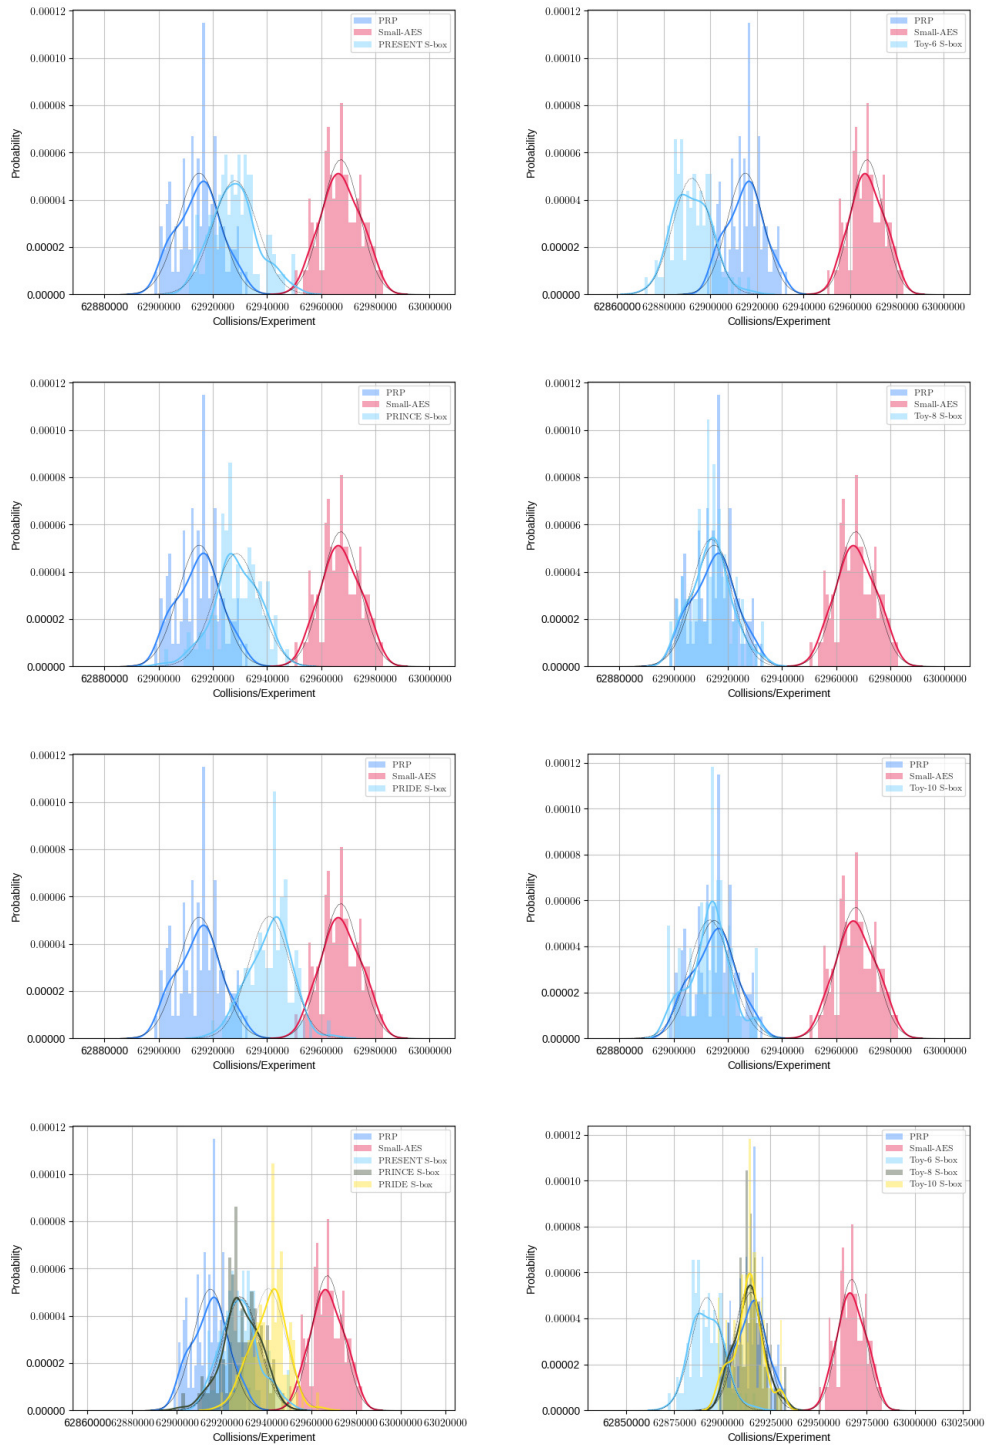 0.00012
0.00010
0.00008
0.00006
0.00004
0.00002
0.00000
Probability
PRP
Small-AES
PRESENT S-box
62880000 62900000 62920000 62940000 62960000 62980000 63000000
Collisions/Experiment
0.00012
0.00010
0.00008
0.00006
0.00004
0.00002
0.00000
Probability
PRP
Small-AES
Toy-6 S-box
62860000 62880000 62900000 62920000 62940000 62960000 62980000 63000000
Collisions/Experiment
0.00012
0.00010
0.00008
0.00006
0.00004
0.00002
0.00000
Probability
PRP
Small-AES
PRINCE S-box
62880000 62900000 62920000 62940000 62960000 62980000 63000000
Collisions/Experiment
0.00012
0.00010
0.00008
0.00006
0.00004
0.00002
0.00000
Probability
PRP
Small-AES
Toy-8 S-box
62880000 62900000 62920000 62940000 62960000 62980000 63000000
Collisions/Experiment
0.00012
0.00010
0.00008
0.00006
0.00004
0.00002
0.00000
Probability
PRP
Small-AES
PRIDE S-box
62880000 62900000 62920000 62940000 62960000 62980000 63000000
Collisions/Experiment
0.00012
0.00010
0.00008
0.00006
0.00004
0.00002
0.00000
Probability
PRP
Small-AES
Toy-10 S-box
62880000 62900000 62920000 62940000 62960000 62980000 63000000
Collisions/Experiment
0.00012
0.00010
0.00008
0.00006
0.00004
0.00002
0.00000
Probability
PRP
Small-AES
PRESENT S-box
PRINCE S-box
PRIDE S-box
62860000 62880000 62900000 62920000 62940000 62960000 62980000 63000000 63020000
Collisions/Experiment
0.00012
0.00010
0.00008
0.00006
0.00004
0.00002
0.00000
Probability
PRP
Small-AES
Toy-6 S-box
Toy-8 S-box
Toy-10 S-box
62850000 62875000 62900000 62925000 62950000 62975000 63000000 63025000
Collisions/Experiment